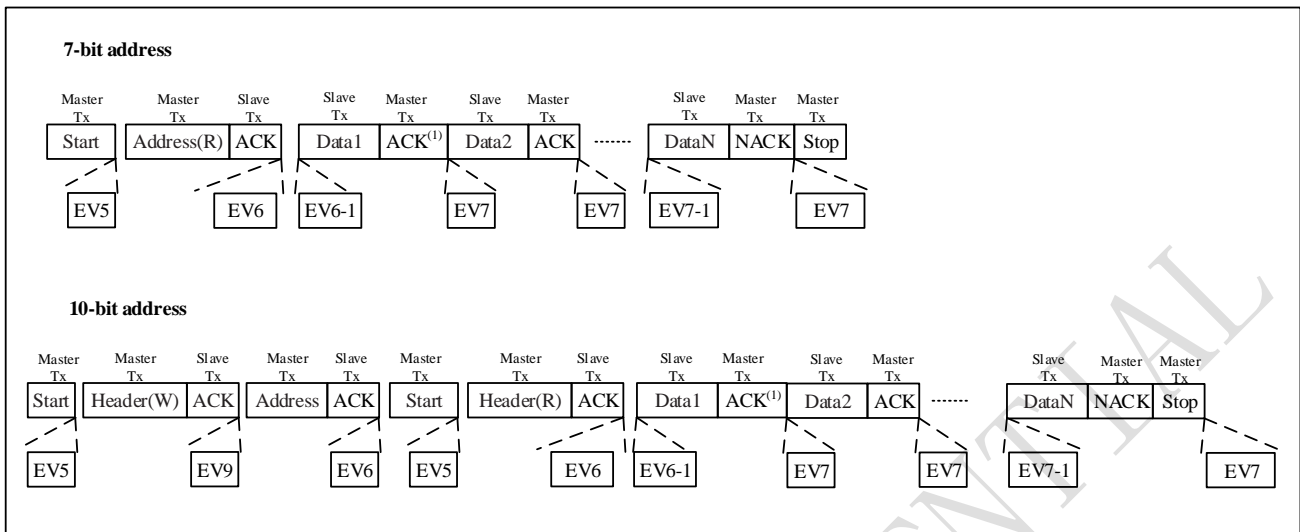 7-bit address
Master Tx Master Tx Slave Tx Slave Tx Master Tx Slave Tx Master Tx Slave Tx Master Tx Master Tx
Start Address(R) ACK Data1 ACK(1) Data2 ACK ........ DataN NACK Stop
EV5 EV6 EV6-1 EV7 EV7 EV7-1 EV7
10-bit address
Master Tx Master Tx Slave Tx Master Tx Slave Tx Master Tx Master Tx Slave Tx Slave Tx Master Tx Slave Tx Master Tx Slave Tx Master Tx Master Tx
Start Header(W) ACK Address ACK Start Header(R) ACK Data1 ACK(1) Data2 ACK ........ DataN NACK Stop
EV5 EV9 EV6 EV5 EV6 EV6-1 EV7 EV7 EV7-1 EV7
ENTIAL